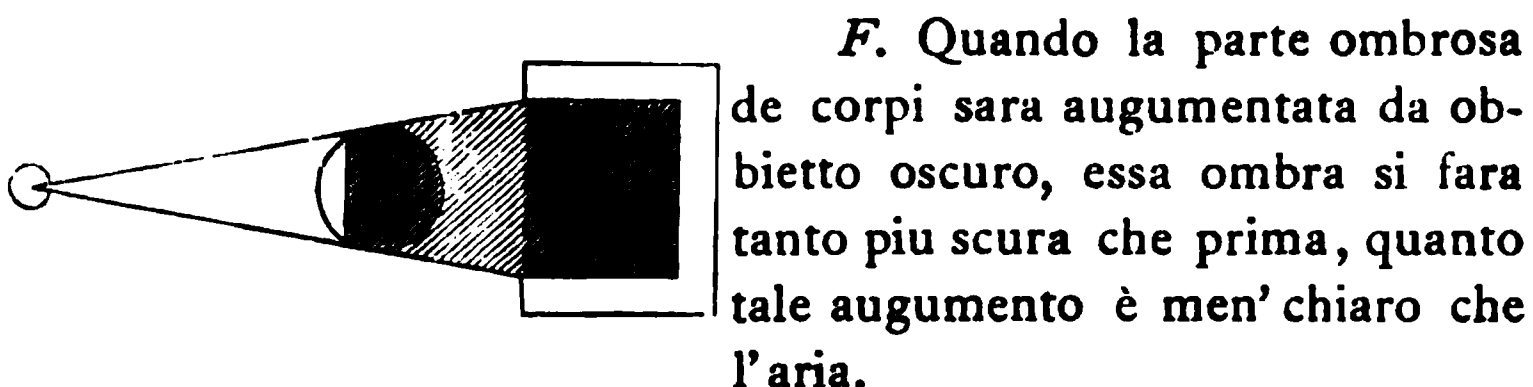 F. Quando la parte ombrosa
de corpi sara augumentata da ob-
bietto oscuro, essa ombra si fara
tanto piu scura che prima, quanto
tale augumento è men' chiaro che
l'aria.